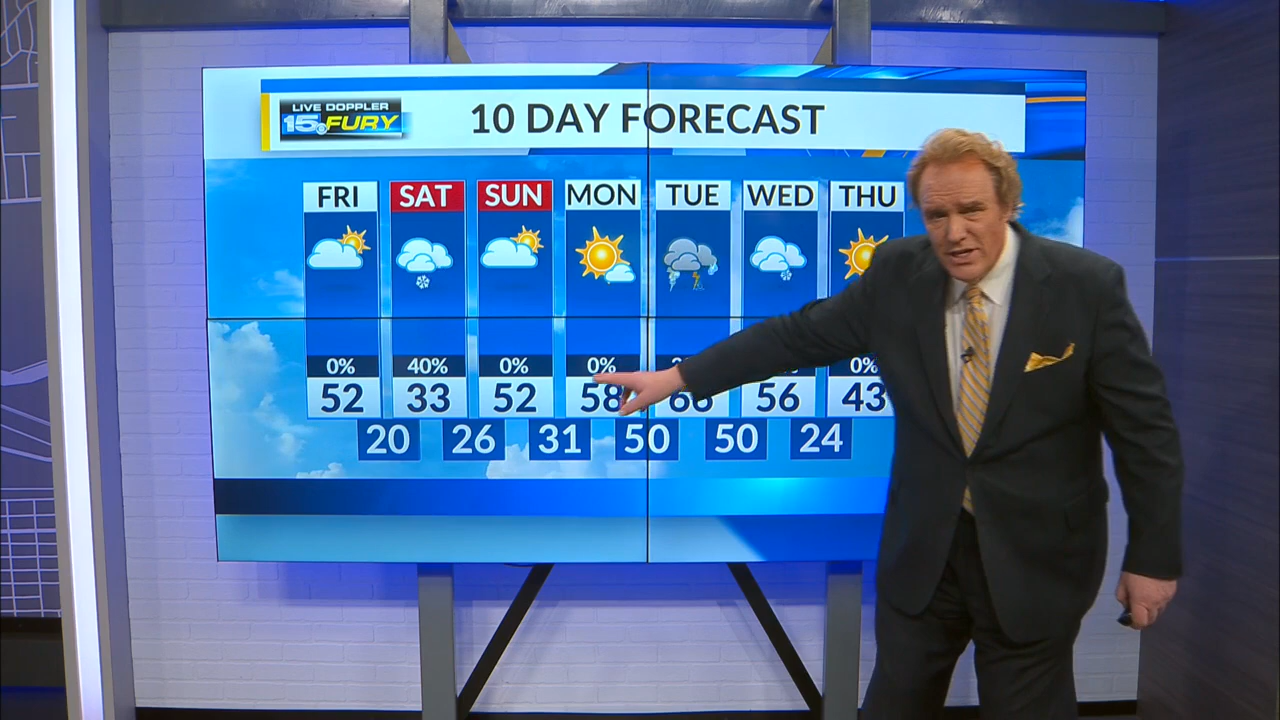 LIVE DOPPLER
15 FURY
10 DAY FORECAST
FRI SAT SUN MON TUE WED THU
0% 40% 0% 0% 0%
52 33 52 58 56 43
20 26 31 50 50 24